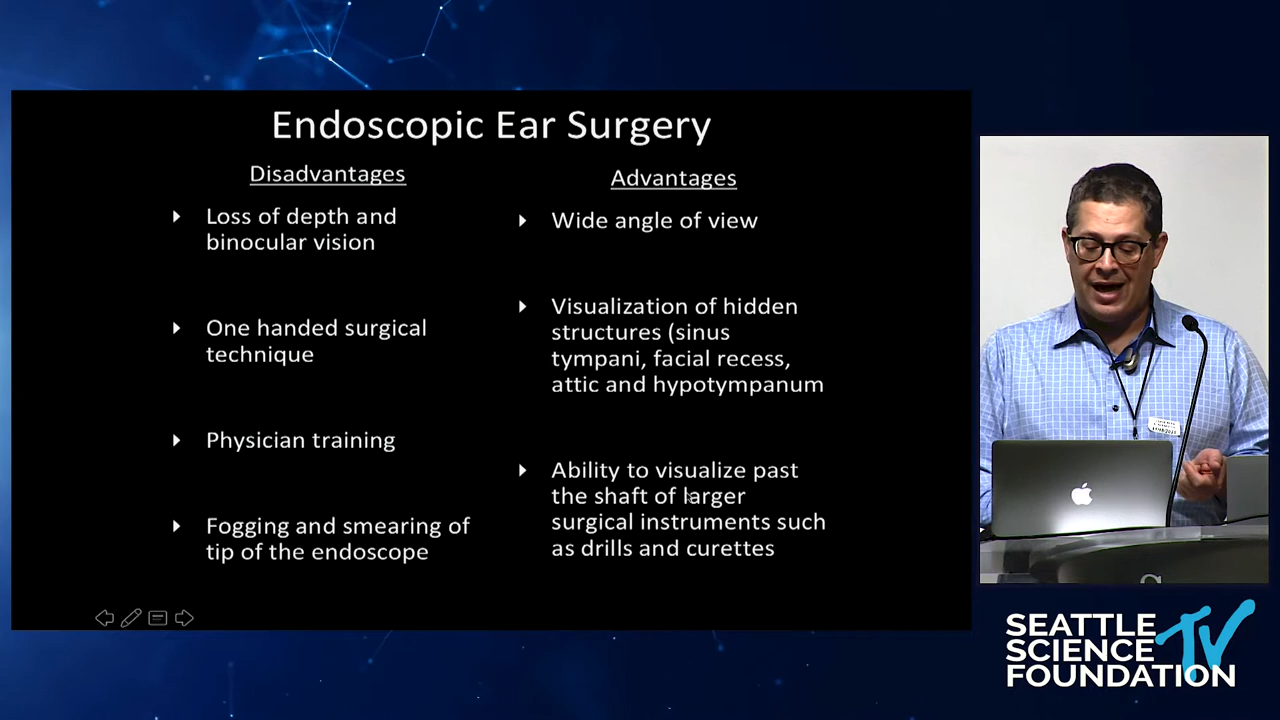 Endoscopic Ear Surgery
Disadvantages
Loss of depth and
binocular vision
One handed surgical
technique
Physician training
Fogging and smearing of
tip of the endoscope
Advantages
Wide angle of view
Visualization of hidden
structures (sinus
tympani, facial recess,
attic and hypotympanum
Ability to visualize past
the shaft of larger
surgical instruments such
as drills and curettes
SEATTLE
SCIENCE
FOUNDATION
TV